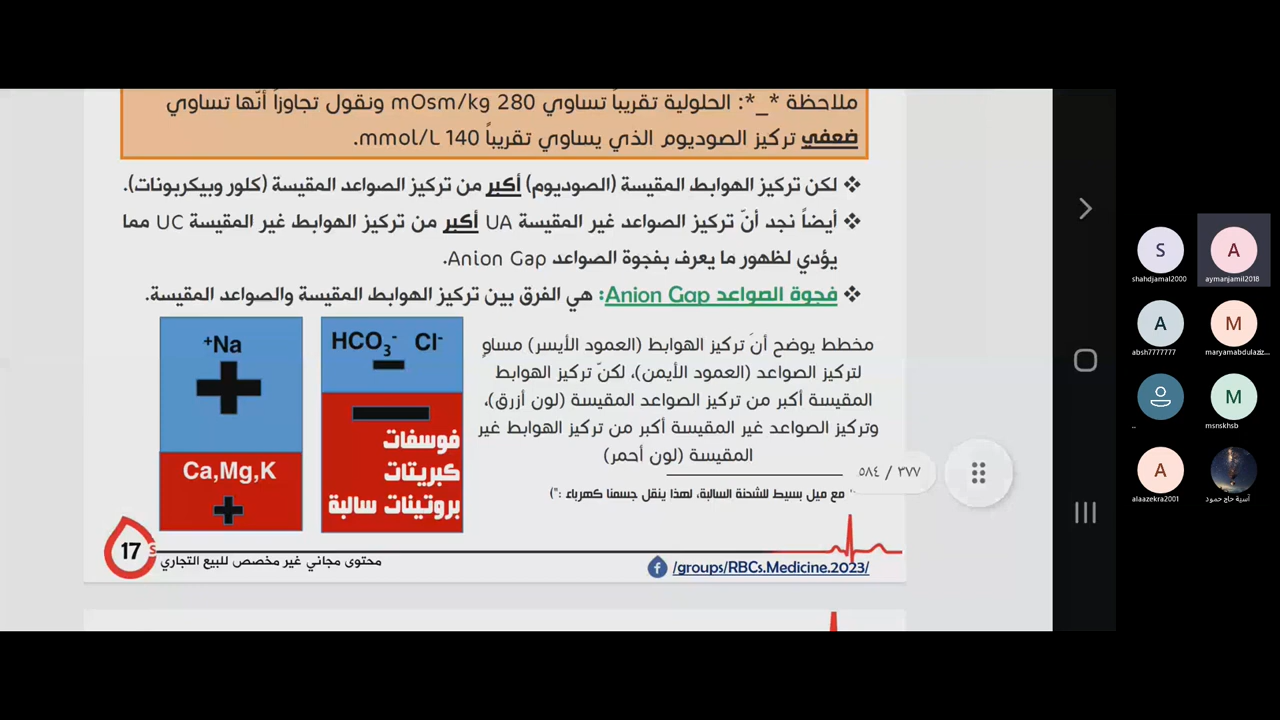 ملاحظة *_*: الحلولية تقريباً تساوي 280 mOsm/kg ونقول تجاوزاً أنّها تساوي
ضعفي تركيز الصوديوم الذي يساوي تقريباً 140 mmol/L.
❖ لكن تركيز الهوابط المقيسة (الصوديوم) أكبر من تركيز الصواعد المقيسة (كلور وبيكربونات).
❖ أيضاً نجد أنّ تركيز الصواعد غير المقيسة UA أكبر من تركيز الهوابط غير المقيسة UC مما
يؤدي لظهور ما يعرف بفجوة الصواعد Anion Gap.
❖ فجوة الصواعد Anion Gap: هي الفرق بين تركيز الهوابط المقيسة والصواعد المقيسة.
مخطط يوضح أنّ تركيز الهوابط (العمود الأيسر) مساوٍ
لتركيز الصواعد (العمود الأيمن)، لكنّ تركيز الهوابط
المقيسة أكبر من تركيز الصواعد المقيسة (لون أزرق)،
وتركيز الصواعد غير المقيسة أكبر من تركيز الهوابط غير
المقيسة (لون أحمر)
HCO₃⁻ Cl⁻
فوسفات
كبريتات
بروتينات سالبة
⁺Na
Ca,Mg,K
٣٧٧ / ٥٨٤
مع ميل بسيط للشحنة السالبة، لهذا ينقل جسمنا كهرباء :")
/groups/RBCs.Medicine.2023/
محتوى مجاني غير مخصص للبيع التجاري
17
S
shahdjamal2000
A
aymanjamil2018
A
absh7777777
M
maryamabdulaziz...
..
M
msnskhsb
A
alaazekra2001
آسية حاج حمود